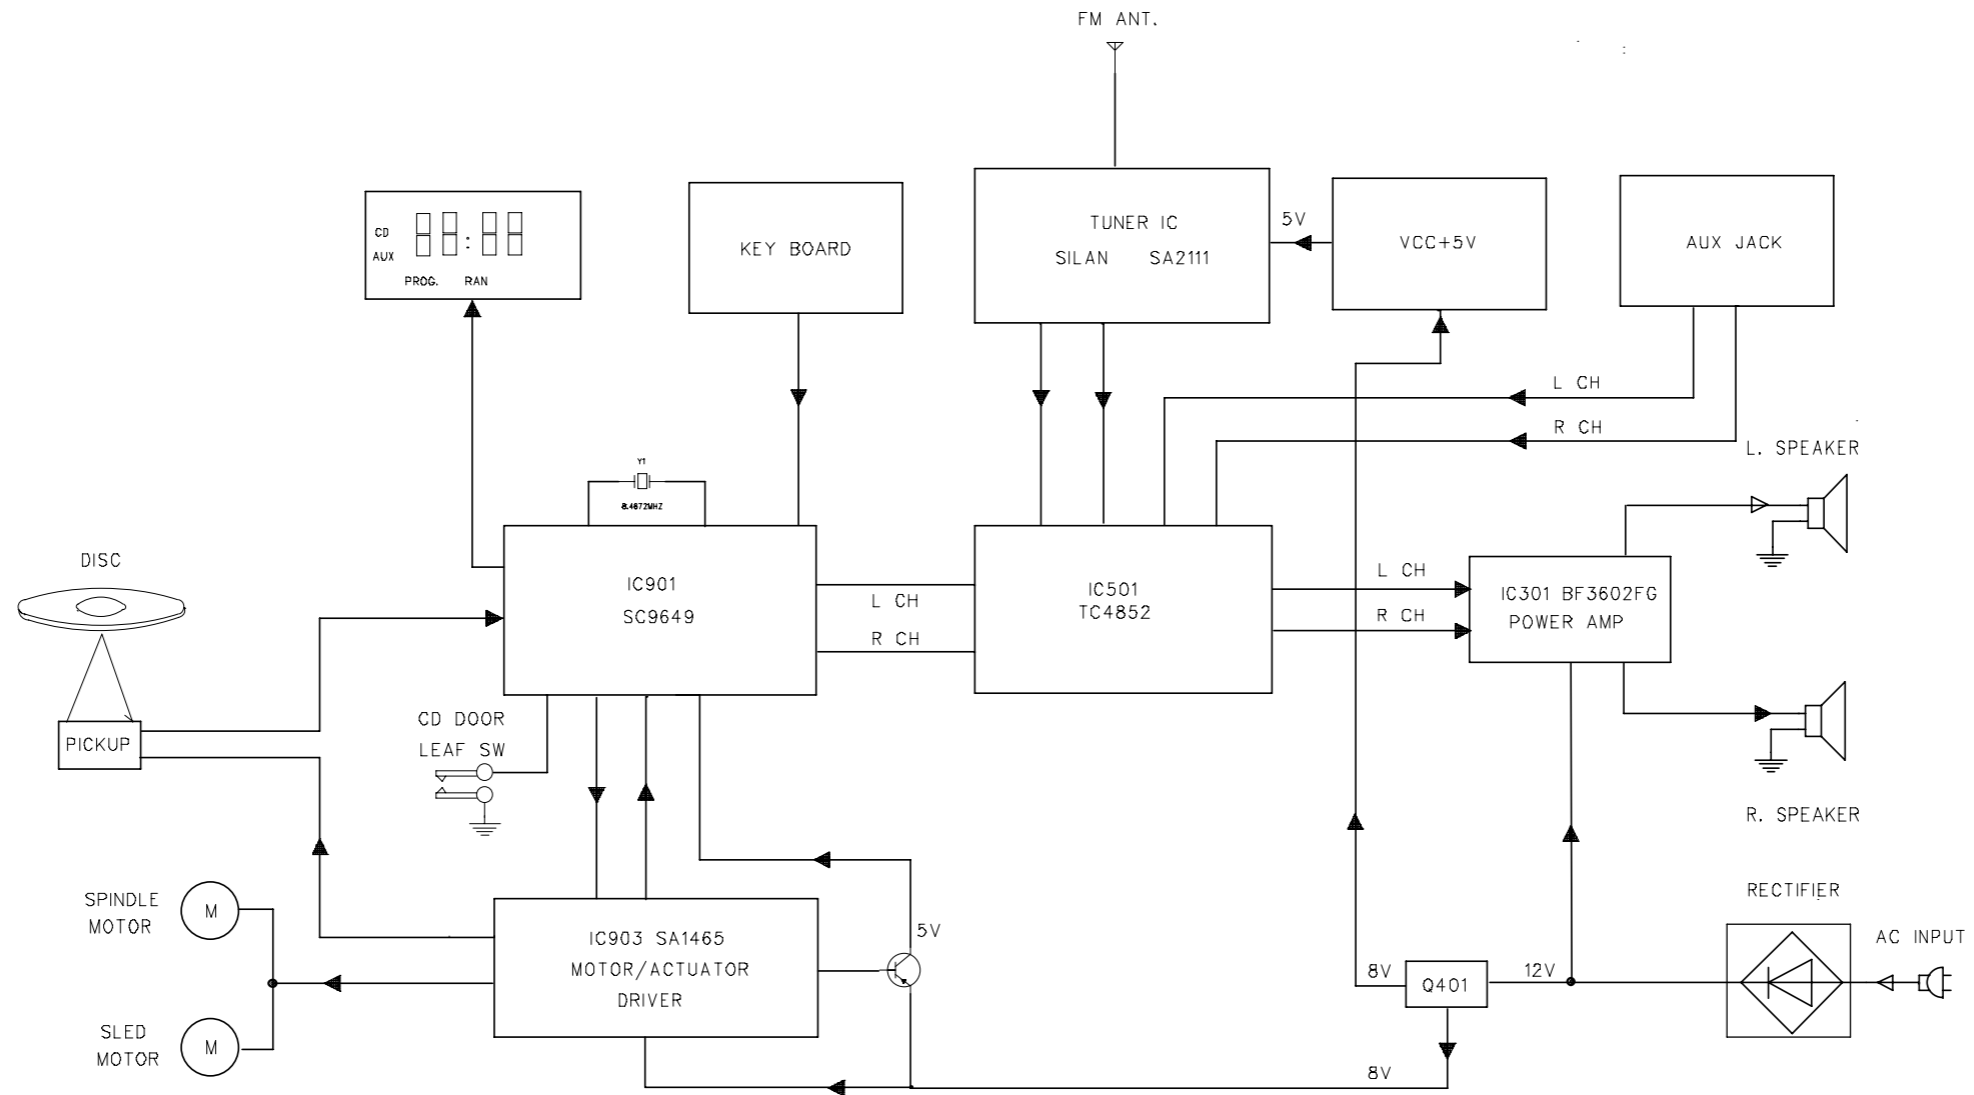 FM ANT.
CD
AUX
PROG. RAN
KEY BOARD
TUNER IC
SILAN SA2111
5V
VCC+5V
AUX JACK
L CH
R CH
L. SPEAKER
Y1
8.4672MHZ
DISC
IC901
SC9649
L CH
R CH
IC501
TC4852
L CH
R CH
IC301 BF3602FG
POWER AMP
PICKUP
CD DOOR
LEAF SW
R. SPEAKER
SPINDLE
MOTOR
M
IC903 SA1465
MOTOR/ACTUATOR
DRIVER
5V
8V
Q401
12V
RECTIFIER
AC INPUT
SLED
MOTOR
M
8V